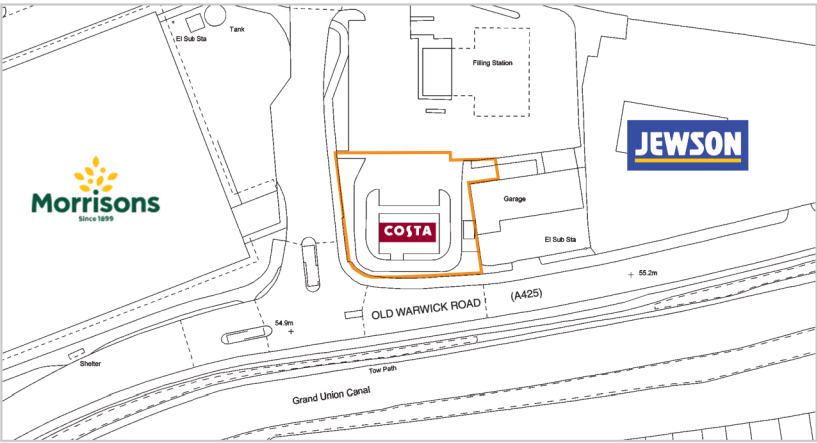 Tank
El Sub Sta
Filling Station
JEWSON
Morrisons
Since 1899
Garage
COSTA
El Sub Sta
55.2m
OLD WARWICK ROAD (A425)
54.9m
Shelter
Tow Path
Grand Union Canal